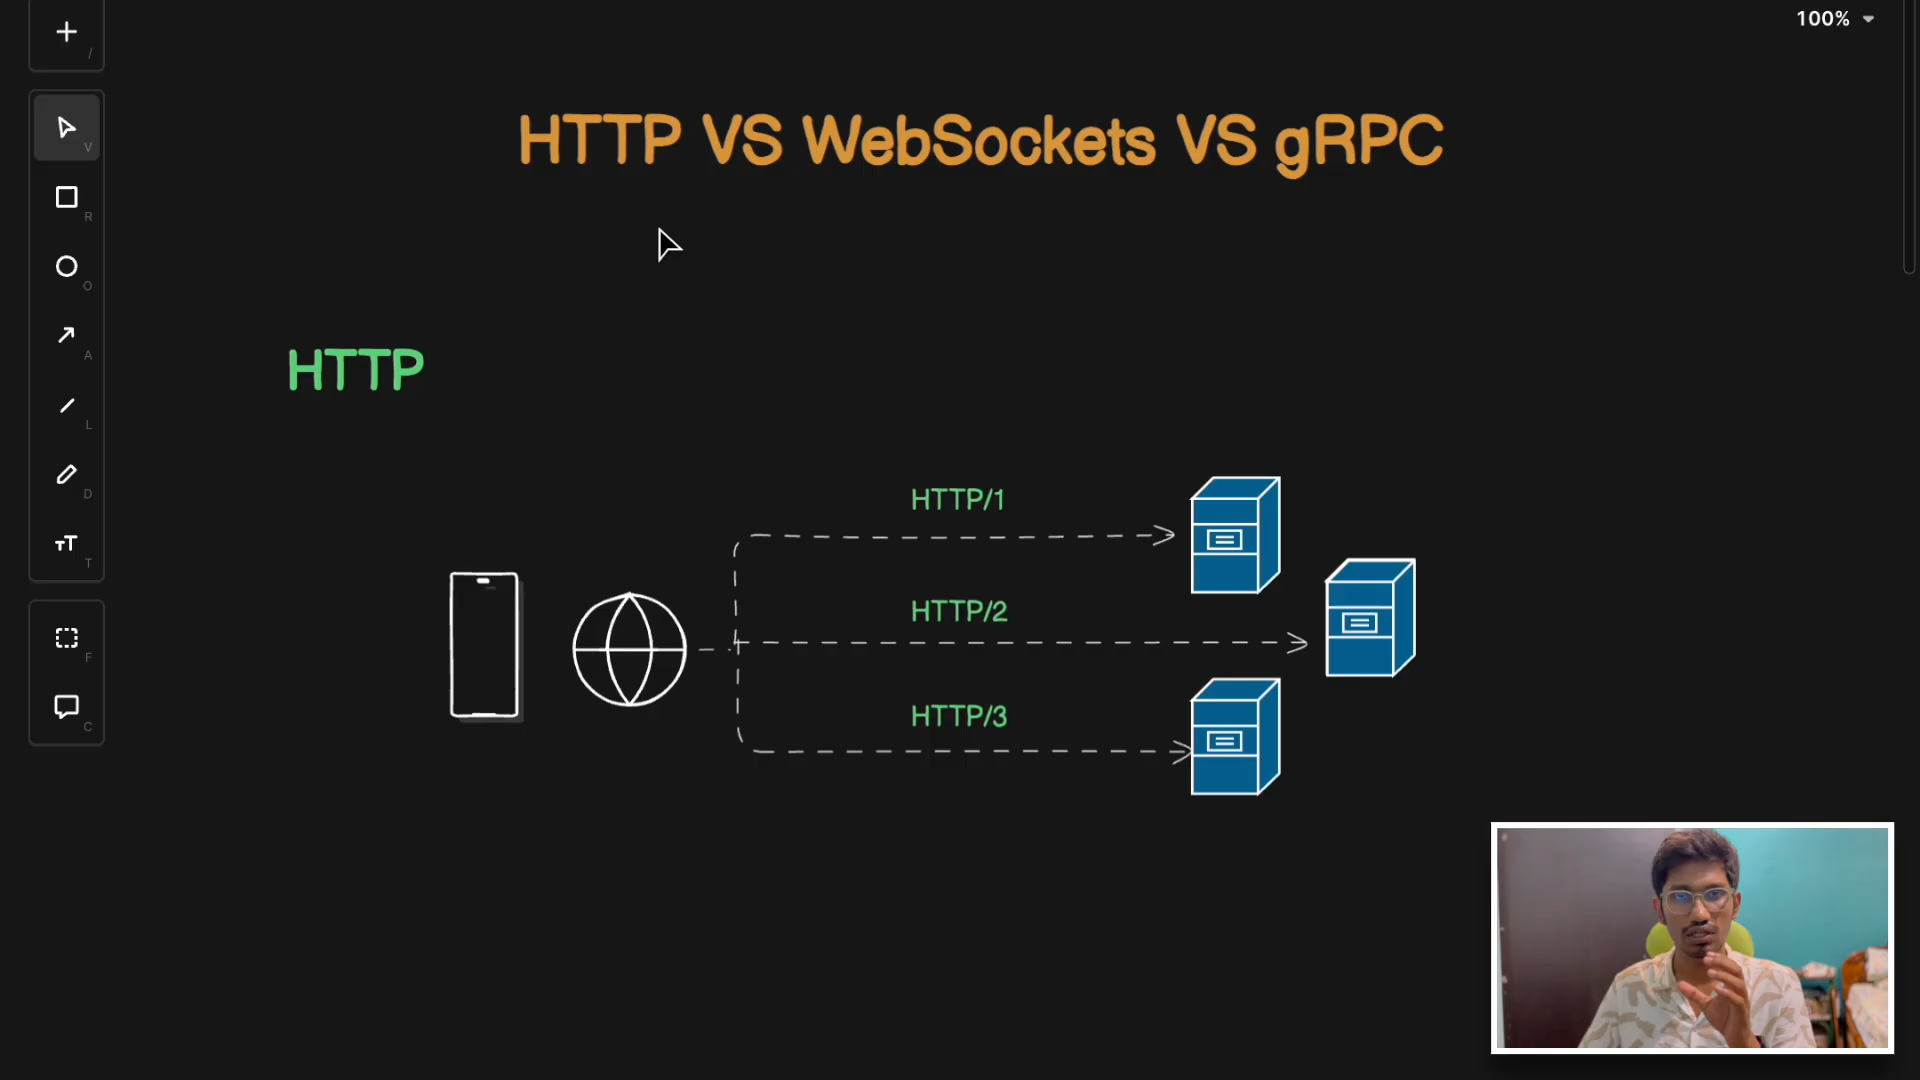 100%
/
HTTP VS WebSockets VS gRPC
V
R
O
A
HTTP
L
D
HTTP/1
T
HTTP/2
F
HTTP/3
C